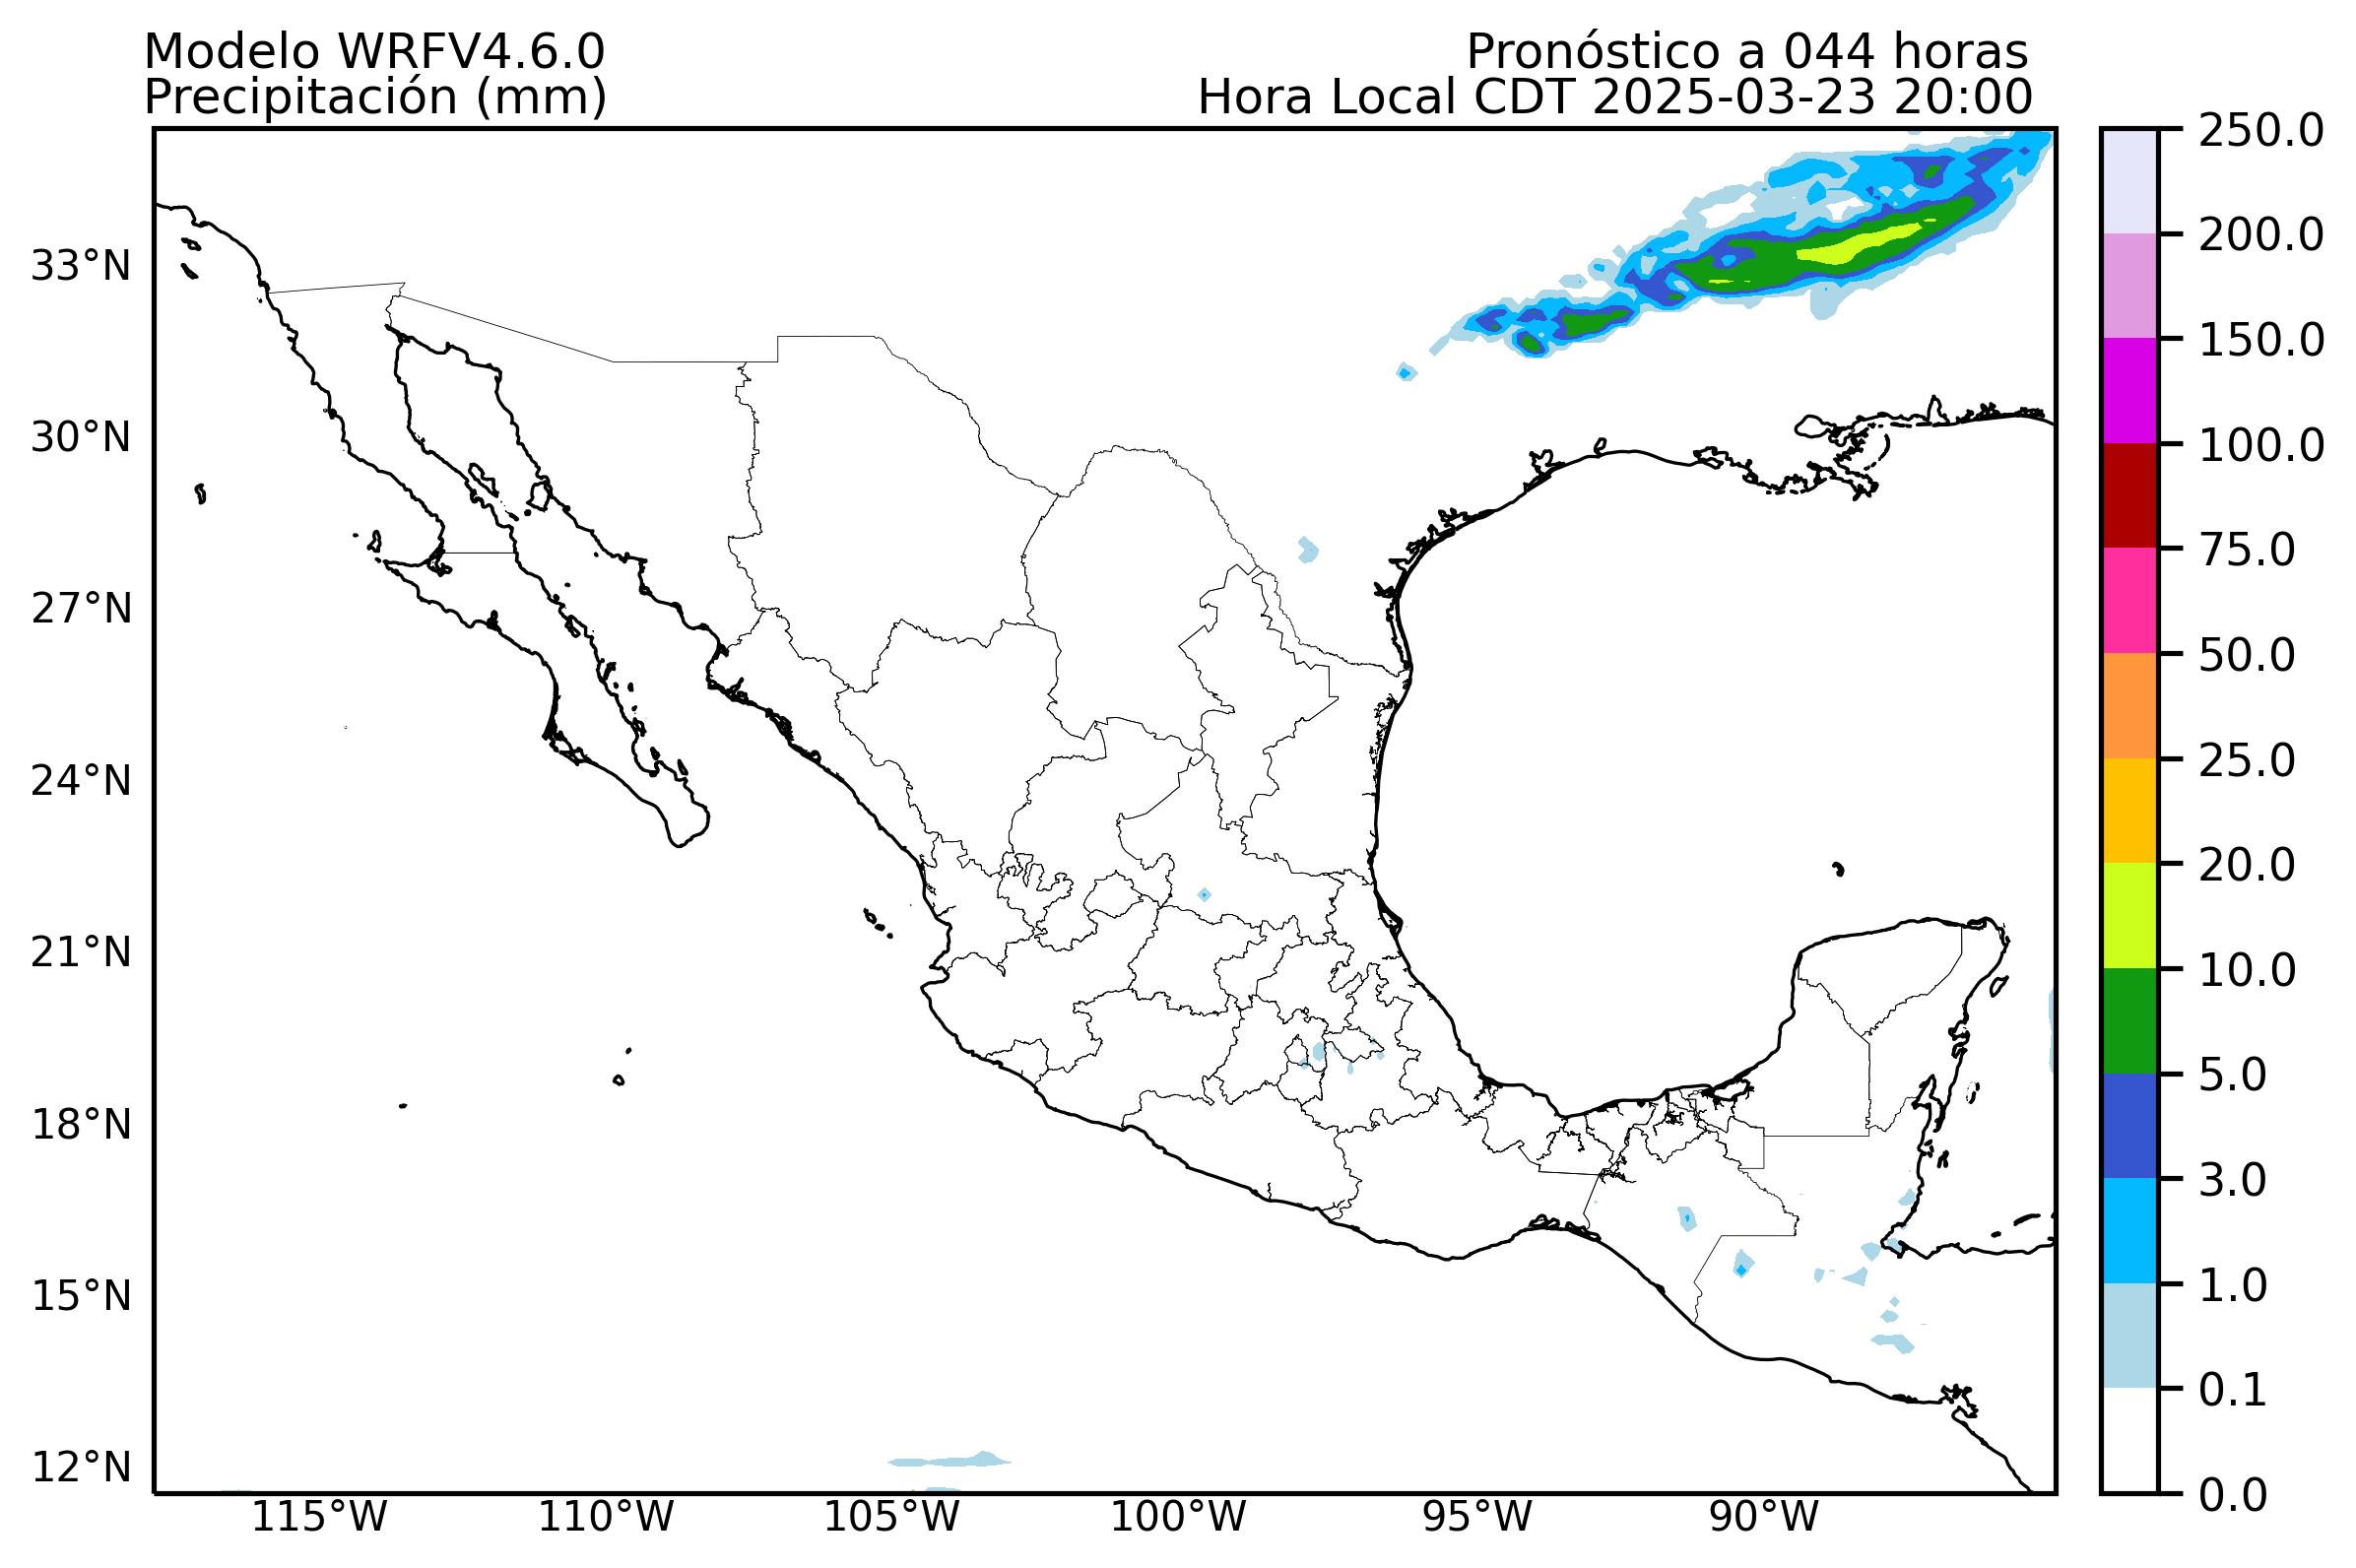 Modelo WRFV4.6.0
Precipitación (mm)
Pronóstico a 044 horas
Hora Local CDT 2025-03-23 20:00
33°N
30°N
27°N
24°N
21°N
18°N
15°N
12°N
115°W
110°W
105°W
100°W
95°W
90°W
250.0
200.0
150.0
100.0
75.0
50.0
25.0
20.0
10.0
5.0
3.0
1.0
0.1
0.0